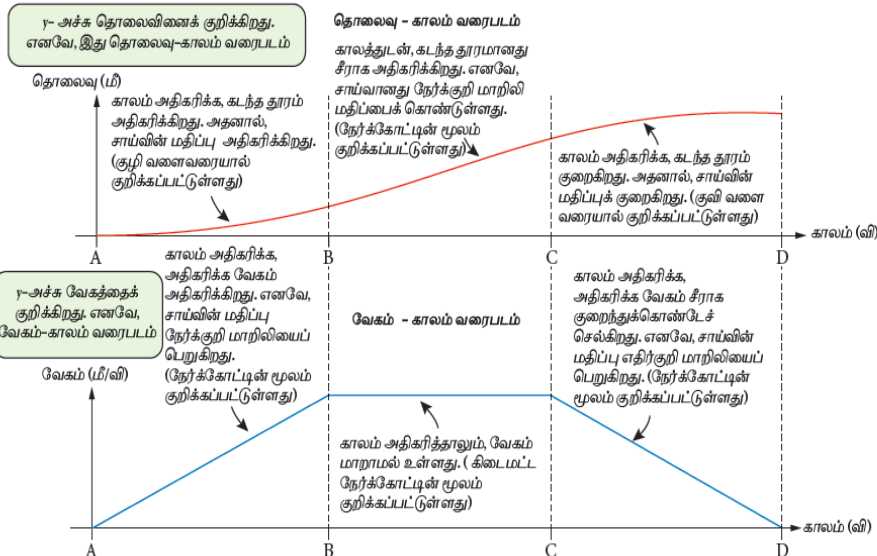 y- அச்சு தொலைவினைக் குறிக்கிறது.
எனவே, இது தொலைவு-காலம் வரைபடம்
தொலைவு - காலம் வரைபடம்
தொலைவு (மீ)
காலம் அதிகரிக்க, கடந்த தூரம்
அதிகரிக்கிறது. அதனால்,
சாய்வின் மதிப்பு அதிகரிக்கிறது.
(குழி வளைவரையால்
குறிக்கப்பட்டுள்ளது)
காலத்துடன், கடந்த தூரமானது
சீராக அதிகரிக்கிறது. எனவே,
சாய்வானது நேர்க்குறி மாறிலி
மதிப்பைக் கொண்டுள்ளது.
(நேர்க்கோட்டின் மூலம்
குறிக்கப்பட்டுள்ளது)
காலம் அதிகரிக்க, கடந்த தூரம்
குறைகிறது. அதனால், சாய்வின்
மதிப்புக் குறைகிறது. (குவி வளை
வரையால் குறிக்கப்பட்டுள்ளது)
காலம் (வி)
A B C D
y-அச்சு வேகத்தைக்
குறிக்கிறது. எனவே,
வேகம்-காலம் வரைபடம்
வேகம் - காலம் வரைபடம்
வேகம் (மீ/வி)
காலம் அதிகரிக்க,
அதிகரிக்க வேகம்
அதிகரிக்கிறது. எனவே,
சாய்வின் மதிப்பு
நேர்க்குறி மாறிலியைப்
பெறுகிறது.
(நேர்க்கோட்டின் மூலம்
குறிக்கப்பட்டுள்ளது)
காலம் அதிகரித்தாலும், வேகம்
மாறாமல் உள்ளது. ( கிடைமட்ட
நேர்க்கோட்டின் மூலம்
குறிக்கப்பட்டுள்ளது)
காலம் அதிகரிக்க,
அதிகரிக்க வேகம் சீராக
குறைந்துகொண்டேச்
செல்கிறது. எனவே, சாய்வின்
மதிப்பு எதிர்குறி மாறிலியைப்
பெறுகிறது. (நேர்க்கோட்டின்
மூலம் குறிக்கப்பட்டுள்ளது)
காலம் (வி)
A B C D